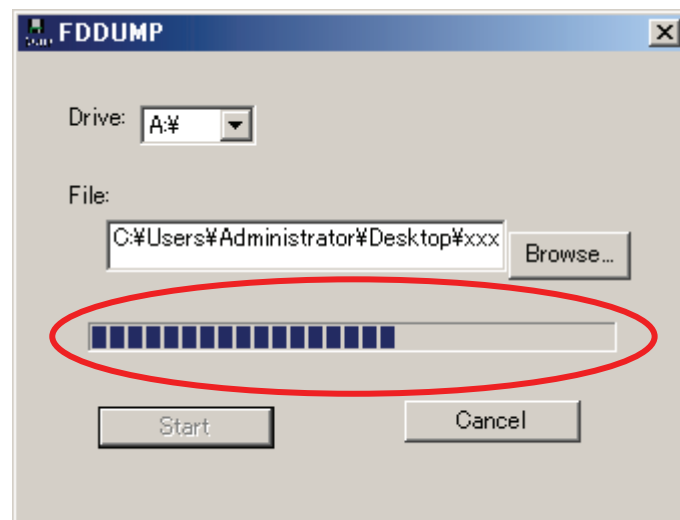 FDDUMP
Drive: A:¥
File:
C:¥Users¥Administrator¥Desktop¥xxx
Browse...
Start Cancel